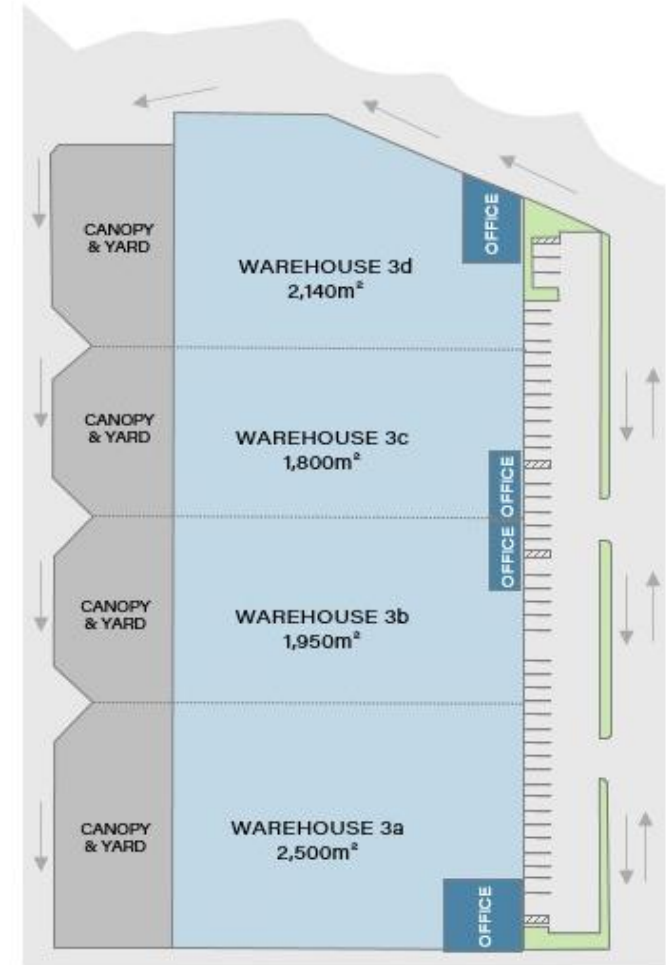 OFFICE
CANOPY
& YARD
WAREHOUSE 3d
2,140m²
CANOPY
& YARD
WAREHOUSE 3c
1,800m²
OFFICE
OFFICE
CANOPY
& YARD
WAREHOUSE 3b
1,950m²
CANOPY
& YARD
WAREHOUSE 3a
2,500m²
OFFICE